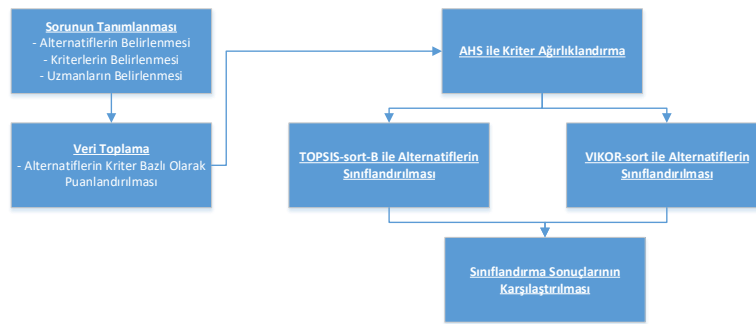 Sorunun Tanımlanması
- Alternatiflerin Belirlenmesi
- Kriterlerin Belirlenmesi
- Uzmanların Belirlenmesi
Veri Toplama
- Alternatiflerin Kriter Bazlı Olarak
Puanlandırılması
AHS ile Kriter Ağırlıklandırma
TOPSIS-sort-B ile Alternatiflerin
Sınıflandırılması
VIKOR-sort ile Alternatiflerin
Sınıflandırılması
Sınıflandırma Sonuçlarının
Karşılaştırılması